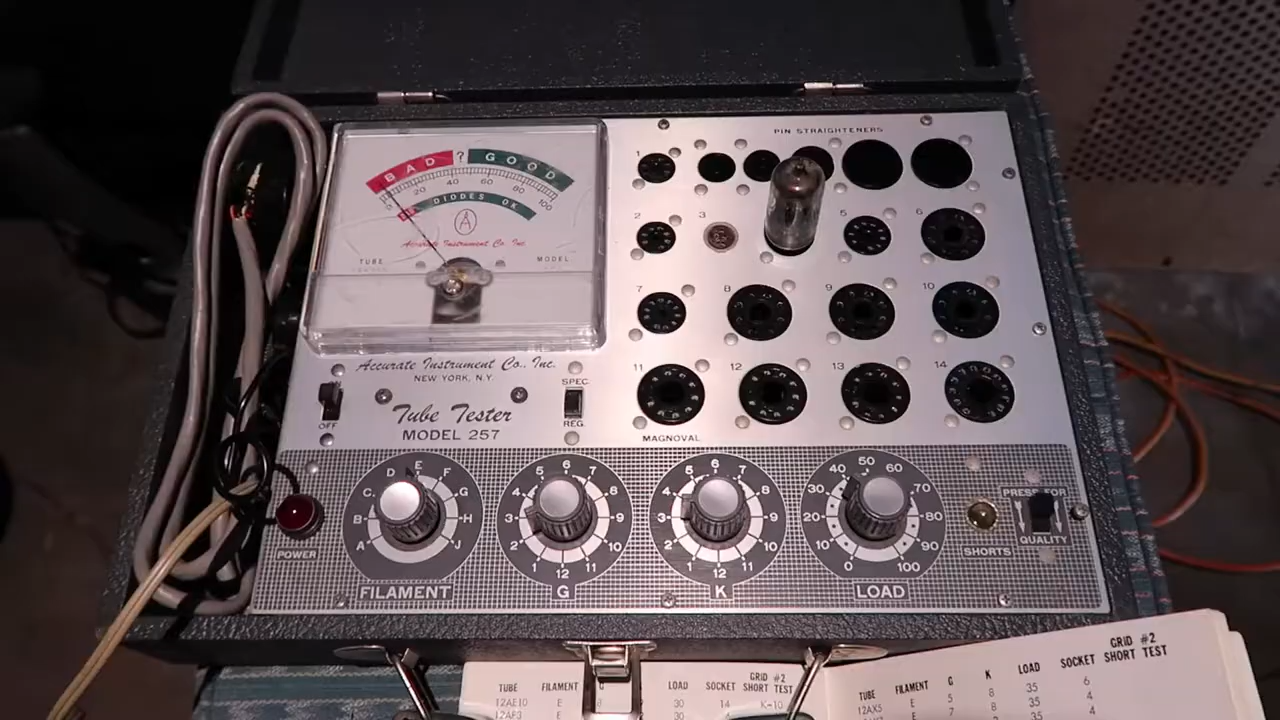 PIN STRAIGHTENERS
BAD ? GOOD
0 20 40 60 80 100
DIODES OK
A
Accurate Instrument Co. Inc.
TUBE MODEL
1
2 3 5 6
7 8 9 10
11 12 13 14
MAGNOVAL
Accurate Instrument Co., Inc.
NEW YORK, N.Y.
SPEC.
OFF
REG.
Tube Tester
MODEL 257
A B C D E F G H J
FILAMENT
1 2 3 4 5 6 7 8 9 10 11 12
G
1 2 3 4 5 6 7 8 9 10 11 12
K
0 10 20 30 40 50 60 70 80 90 100
LOAD
POWER
SHORTS
PRESS FOR
QUALITY
TUBE FILAMENT G LOAD SOCKET GRID #2 SHORT TEST
12AE10 E 8 30 14 K-10
12AF3 E 30 4
TUBE FILAMENT G K LOAD SOCKET GRID #2 SHORT TEST
12AX5 E 5 8 35 6
E 7 8 35 4